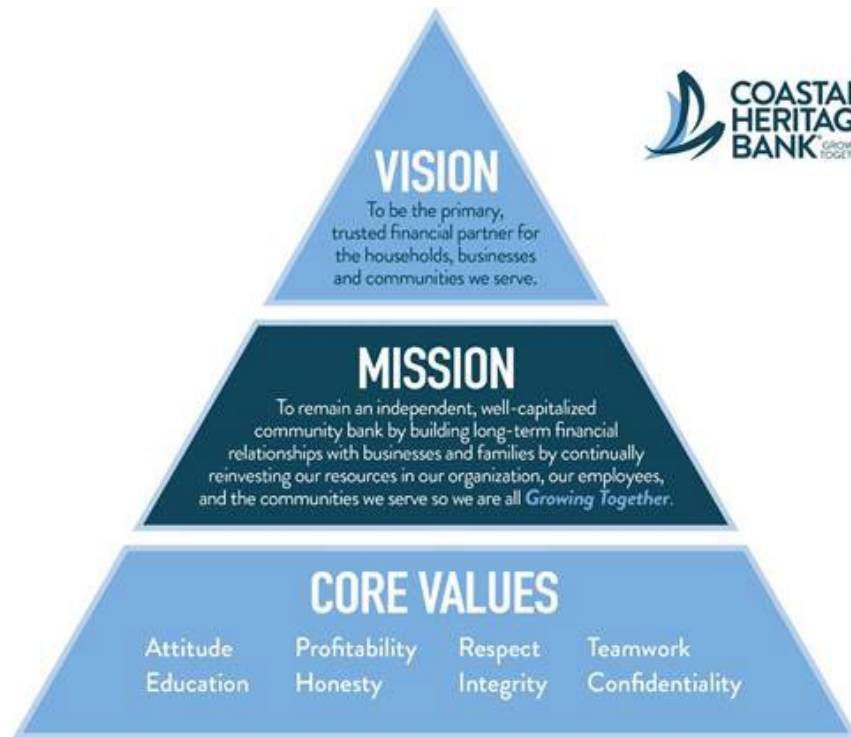 COASTAL
HERITAGE
BANK®
VISION
To be the primary,
trusted financial partner for
the households, businesses
and communities we serve.
MISSION
To remain an independent, well-capitalized
community bank by building long-term financial
relationships with businesses and families by continually
reinvesting our resources in our organization, our employees,
and the communities we serve so we are all Growing Together.
CORE VALUES
Attitude Profitability Respect Teamwork
Education Honesty Integrity Confidentiality